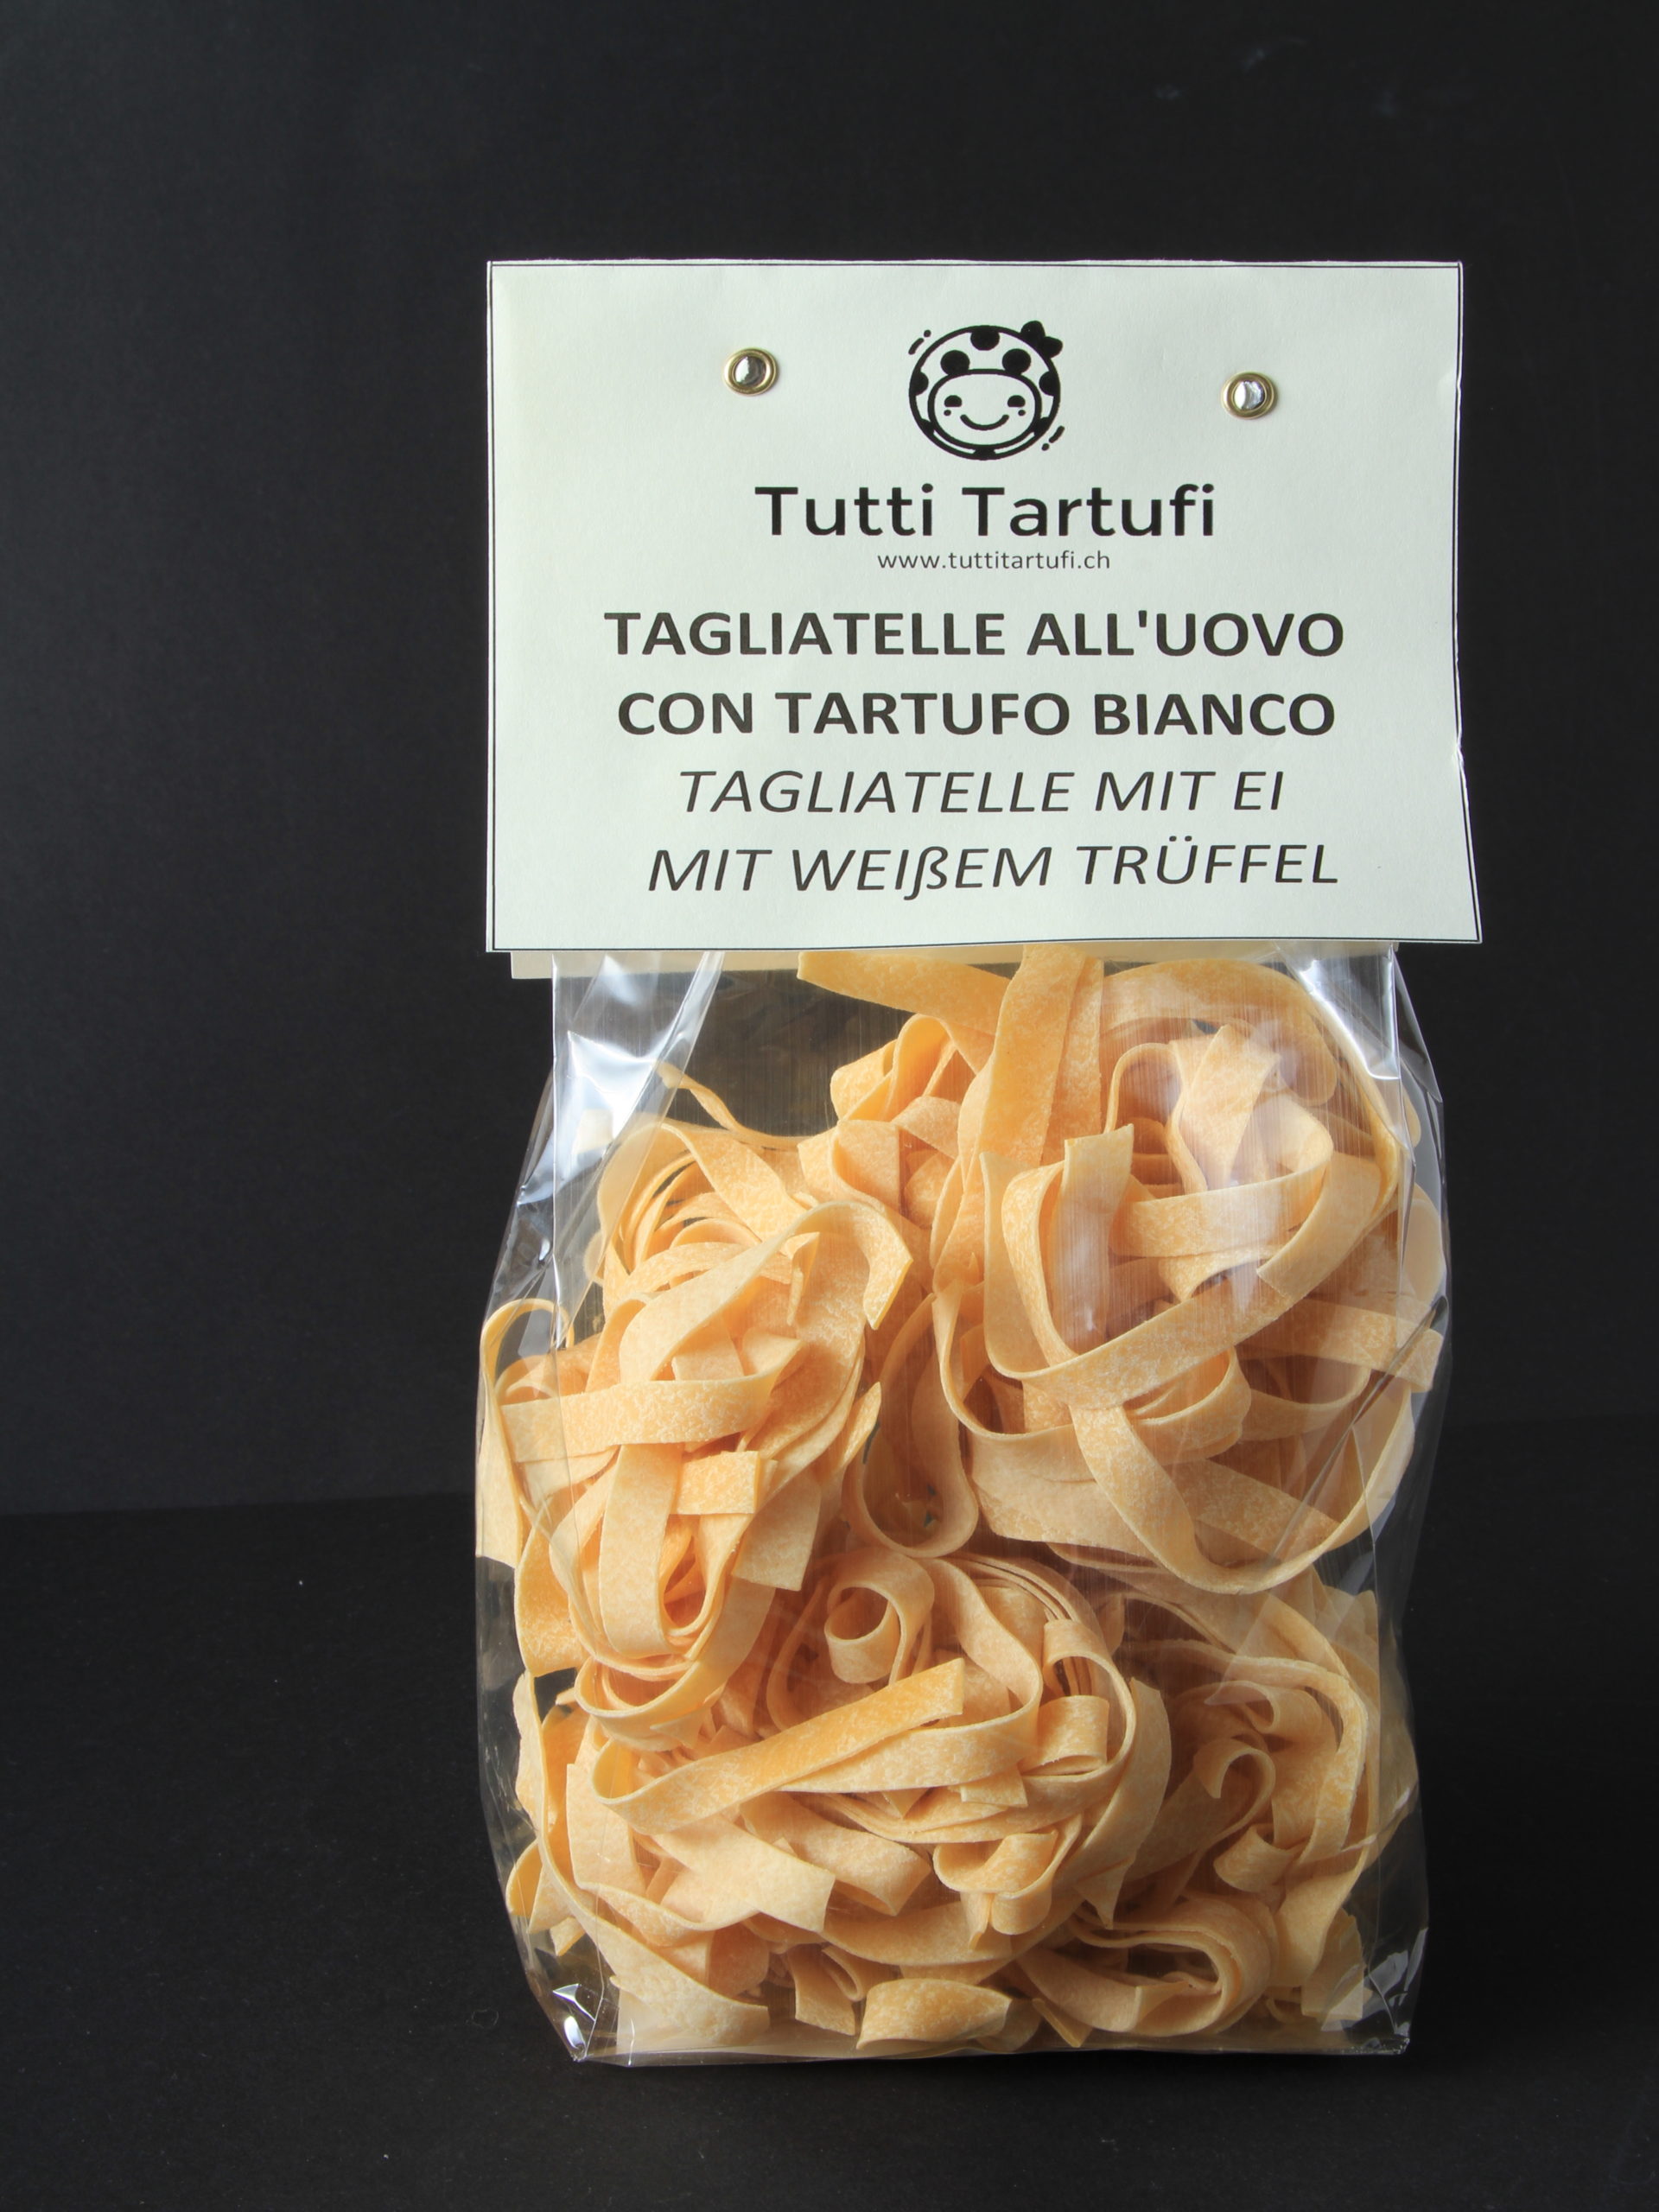 Tutti Tartufi
www.tuttitartufi.ch
TAGLIATELLE ALL'UOVO
CON TARTUFO BIANCO
TAGLIATELLE MIT EI
MIT WEIßEM TRÜFFEL